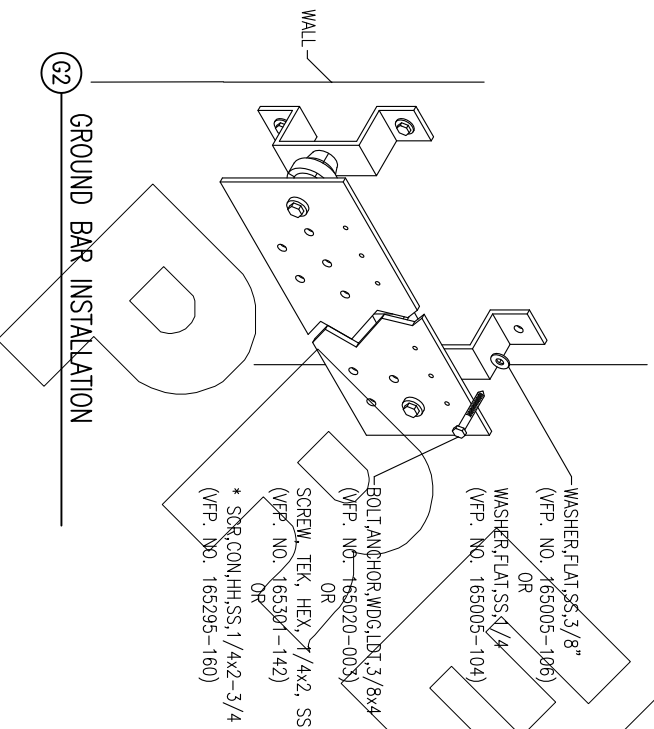 WALL
WASHER,FLAT,SS,3/8"
(VFP. NO. 165005-106)
OR
WASHER,FLAT,SS,1/4
(VFP. NO. 165005-104)
BOLT,ANCHOR,WDG,LDT,3/8x4
(VFP. NO. 165020-003)
OR
SCREW, TEK, HEX, 1/4x2, SS
(VFP. NO. 165301-142)
OR
* SCR,CON,HH,SS,1/4x2-3/4
(VFP. NO. 165295-160)
G2
GROUND BAR INSTALLATION